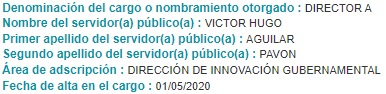 Denominación del cargo o nombramiento otorgado : DIRECTOR A
Nombre del servidor(a) público(a) : VICTOR HUGO
Primer apellido del servidor(a) público(a) : AGUILAR
Segundo apellido del servidor(a) público(a) : PAVON
Área de adscripción : DIRECCIÓN DE INNOVACIÓN GUBERNAMENTAL
Fecha de alta en el cargo : 01/05/2020